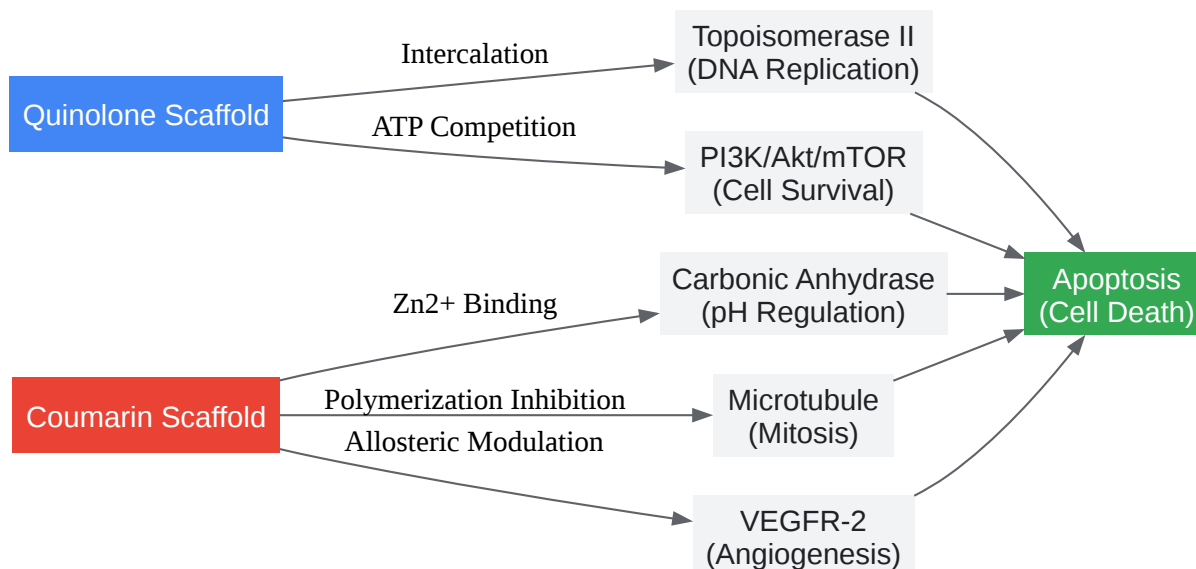 Intercalation
Topoisomerase II
(DNA Replication)
Quinolone Scaffold
ATP Competition
PI3K/Akt/mTOR
(Cell Survival)
Carbonic Anhydrase
(pH Regulation)
Zn2+ Binding
Apoptosis
(Cell Death)
Coumarin Scaffold
Polymerization Inhibition
Microtubule
(Mitosis)
Allosteric Modulation
VEGFR-2
(Angiogenesis)